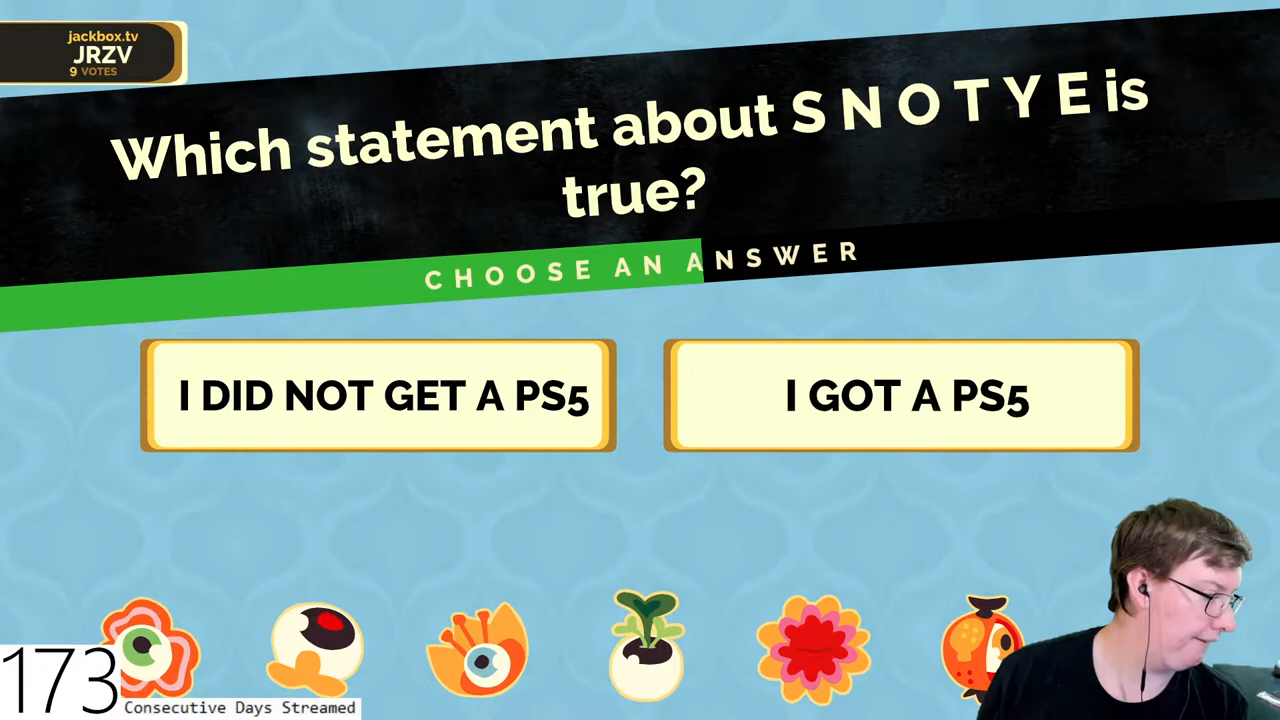 jackbox.tv
JRZV
9 VOTES
Which statement about S N O T Y E is
true?
CHOOSE AN ANSWER
I DID NOT GET A PS5
I GOT A PS5
173
Consecutive Days Streamed